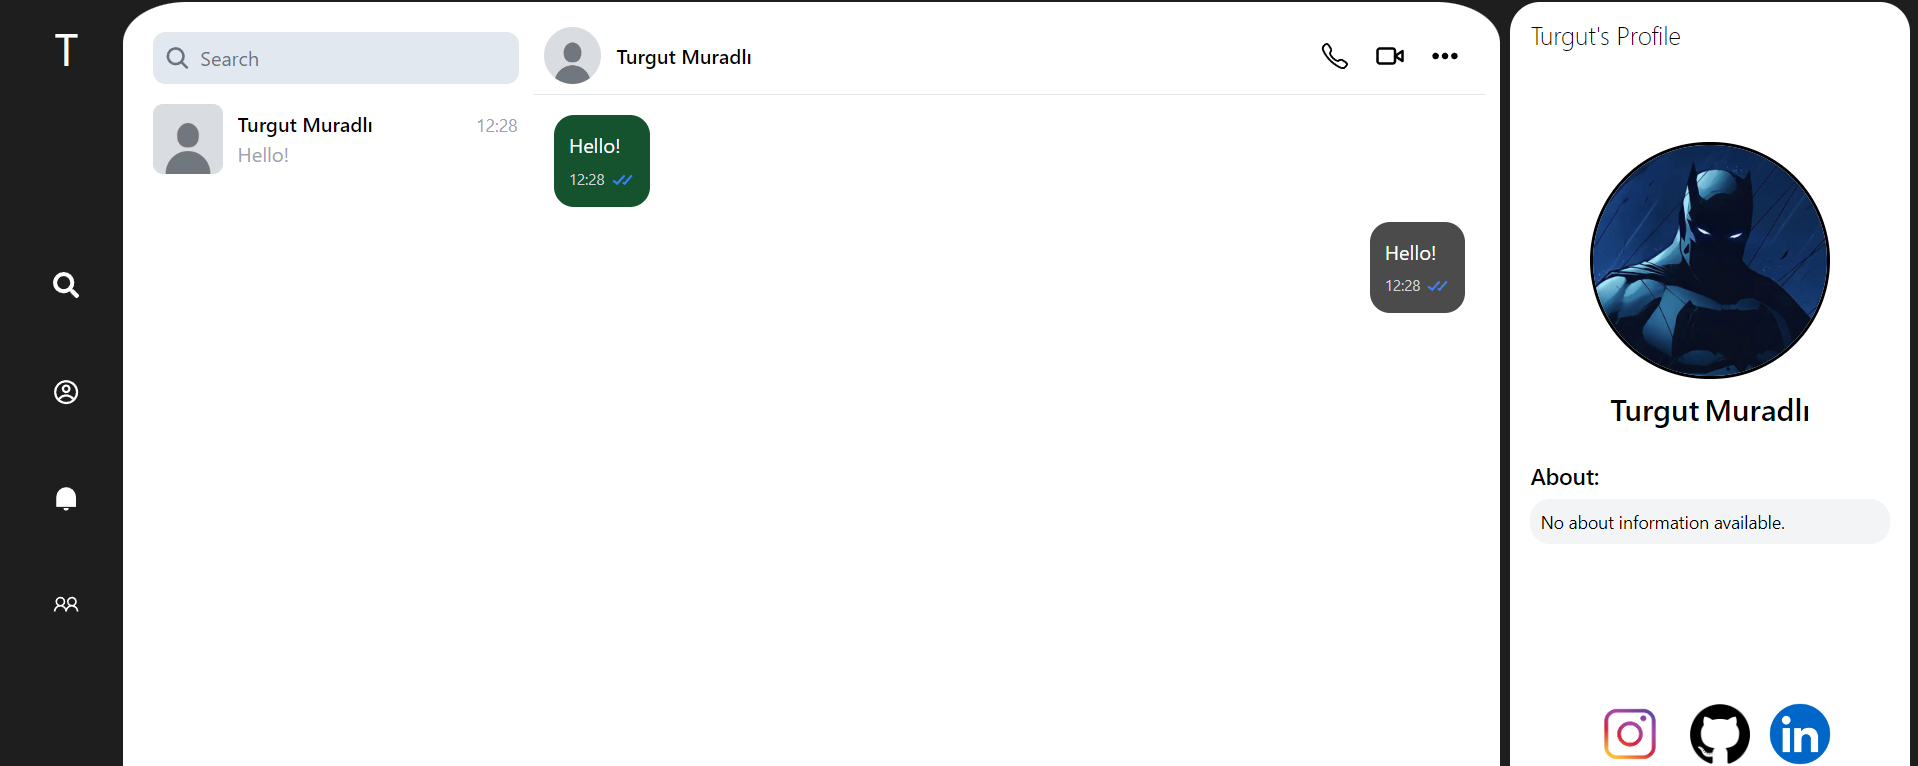 T
Search
Turgut Muradlı
12:28
Hello!
Turgut Muradlı
Hello!
12:28
Hello!
12:28
Turgut's Profile
Turgut Muradlı
About:
No about information available.
in